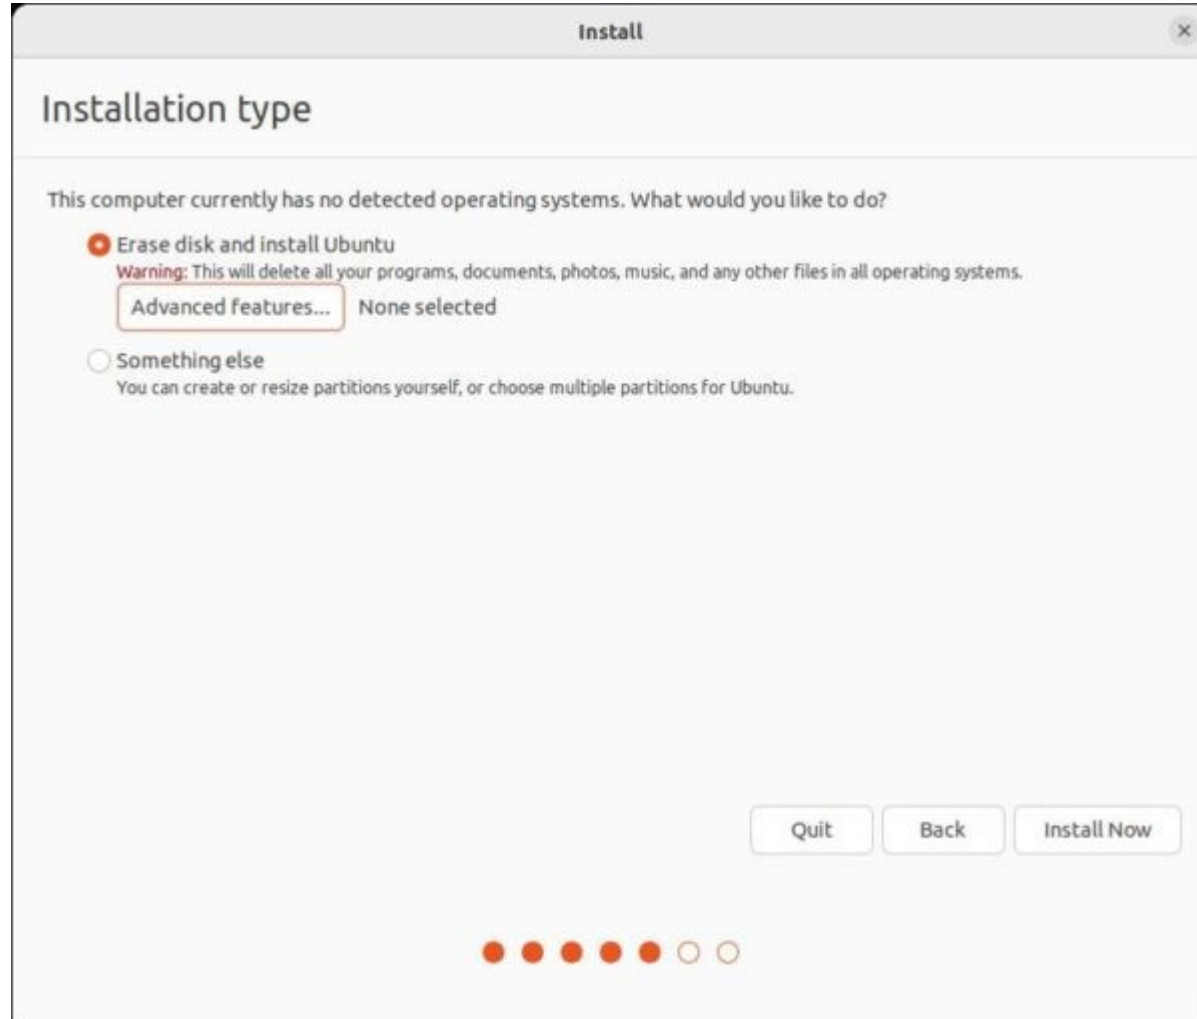 Install
Installation type
This computer currently has no detected operating systems. What would you like to do?
Erase disk and install Ubuntu
Warning: This will delete all your programs, documents, photos, music, and any other files in all operating systems.
Advanced features... None selected
Something else
You can create or resize partitions yourself, or choose multiple partitions for Ubuntu.
Quit Back Install Now